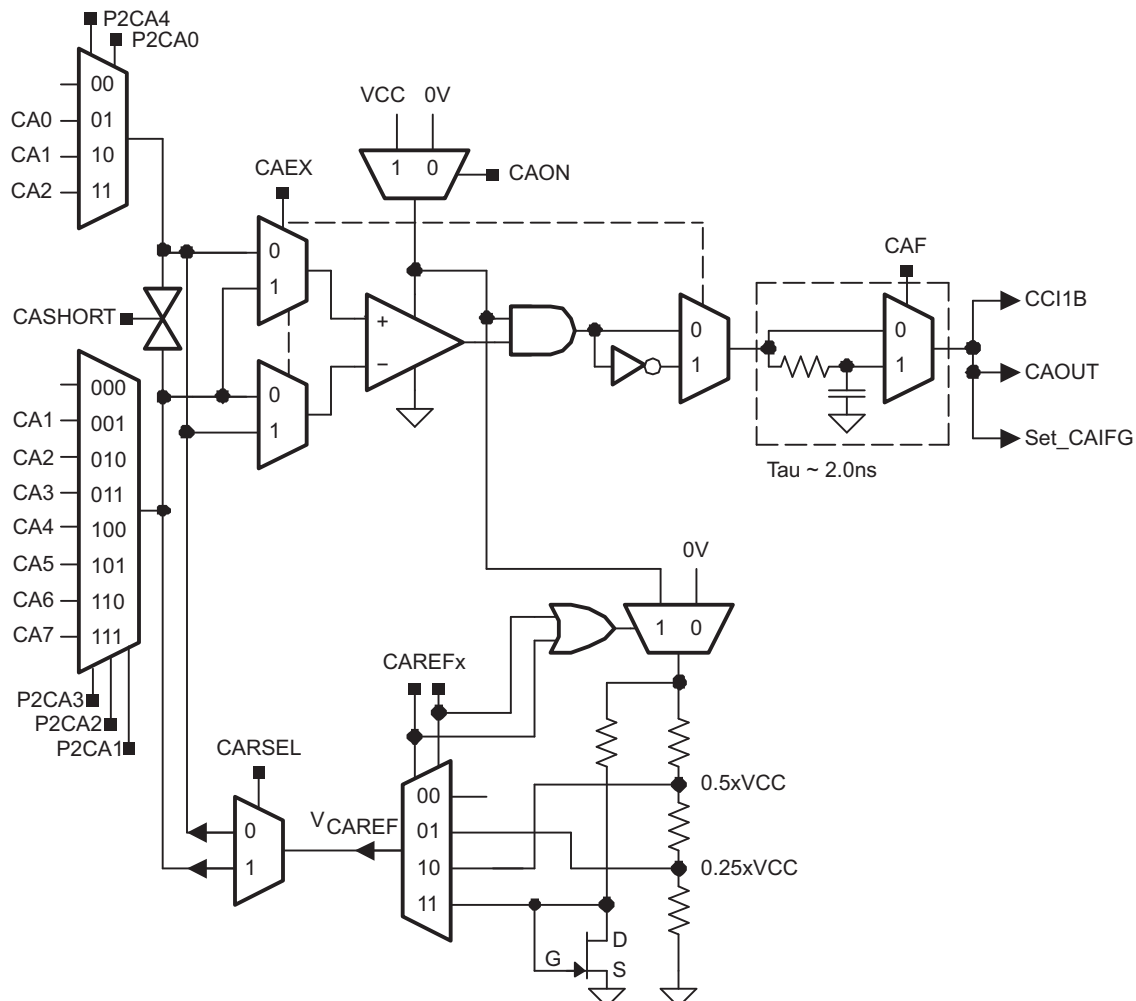 P2CA4
P2CA0
00
CA0 01
CA1 10
CA2 11
VCC 0V
1 0
CAON
CAEX
0
1
CASHORT
+
−
0
1
0
1
CAF
0
1
CCI1B
CAOUT
Set_CAIFG
Tau ~ 2.0ns
000
CA1 001
CA2 010
CA3 011
CA4 100
CA5 101
CA6 110
CA7 111
P2CA3
P2CA2
P2CA1
0V
1 0
CAREFx
CARSEL
0
1
VCAREF
00
01
10
11
0.5xVCC
0.25xVCC
D
G
S